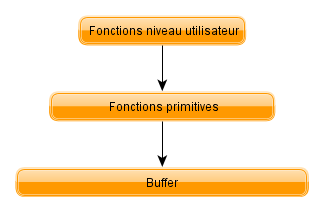 Fonctions niveau utilisateur
Fonctions primitives
Buffer